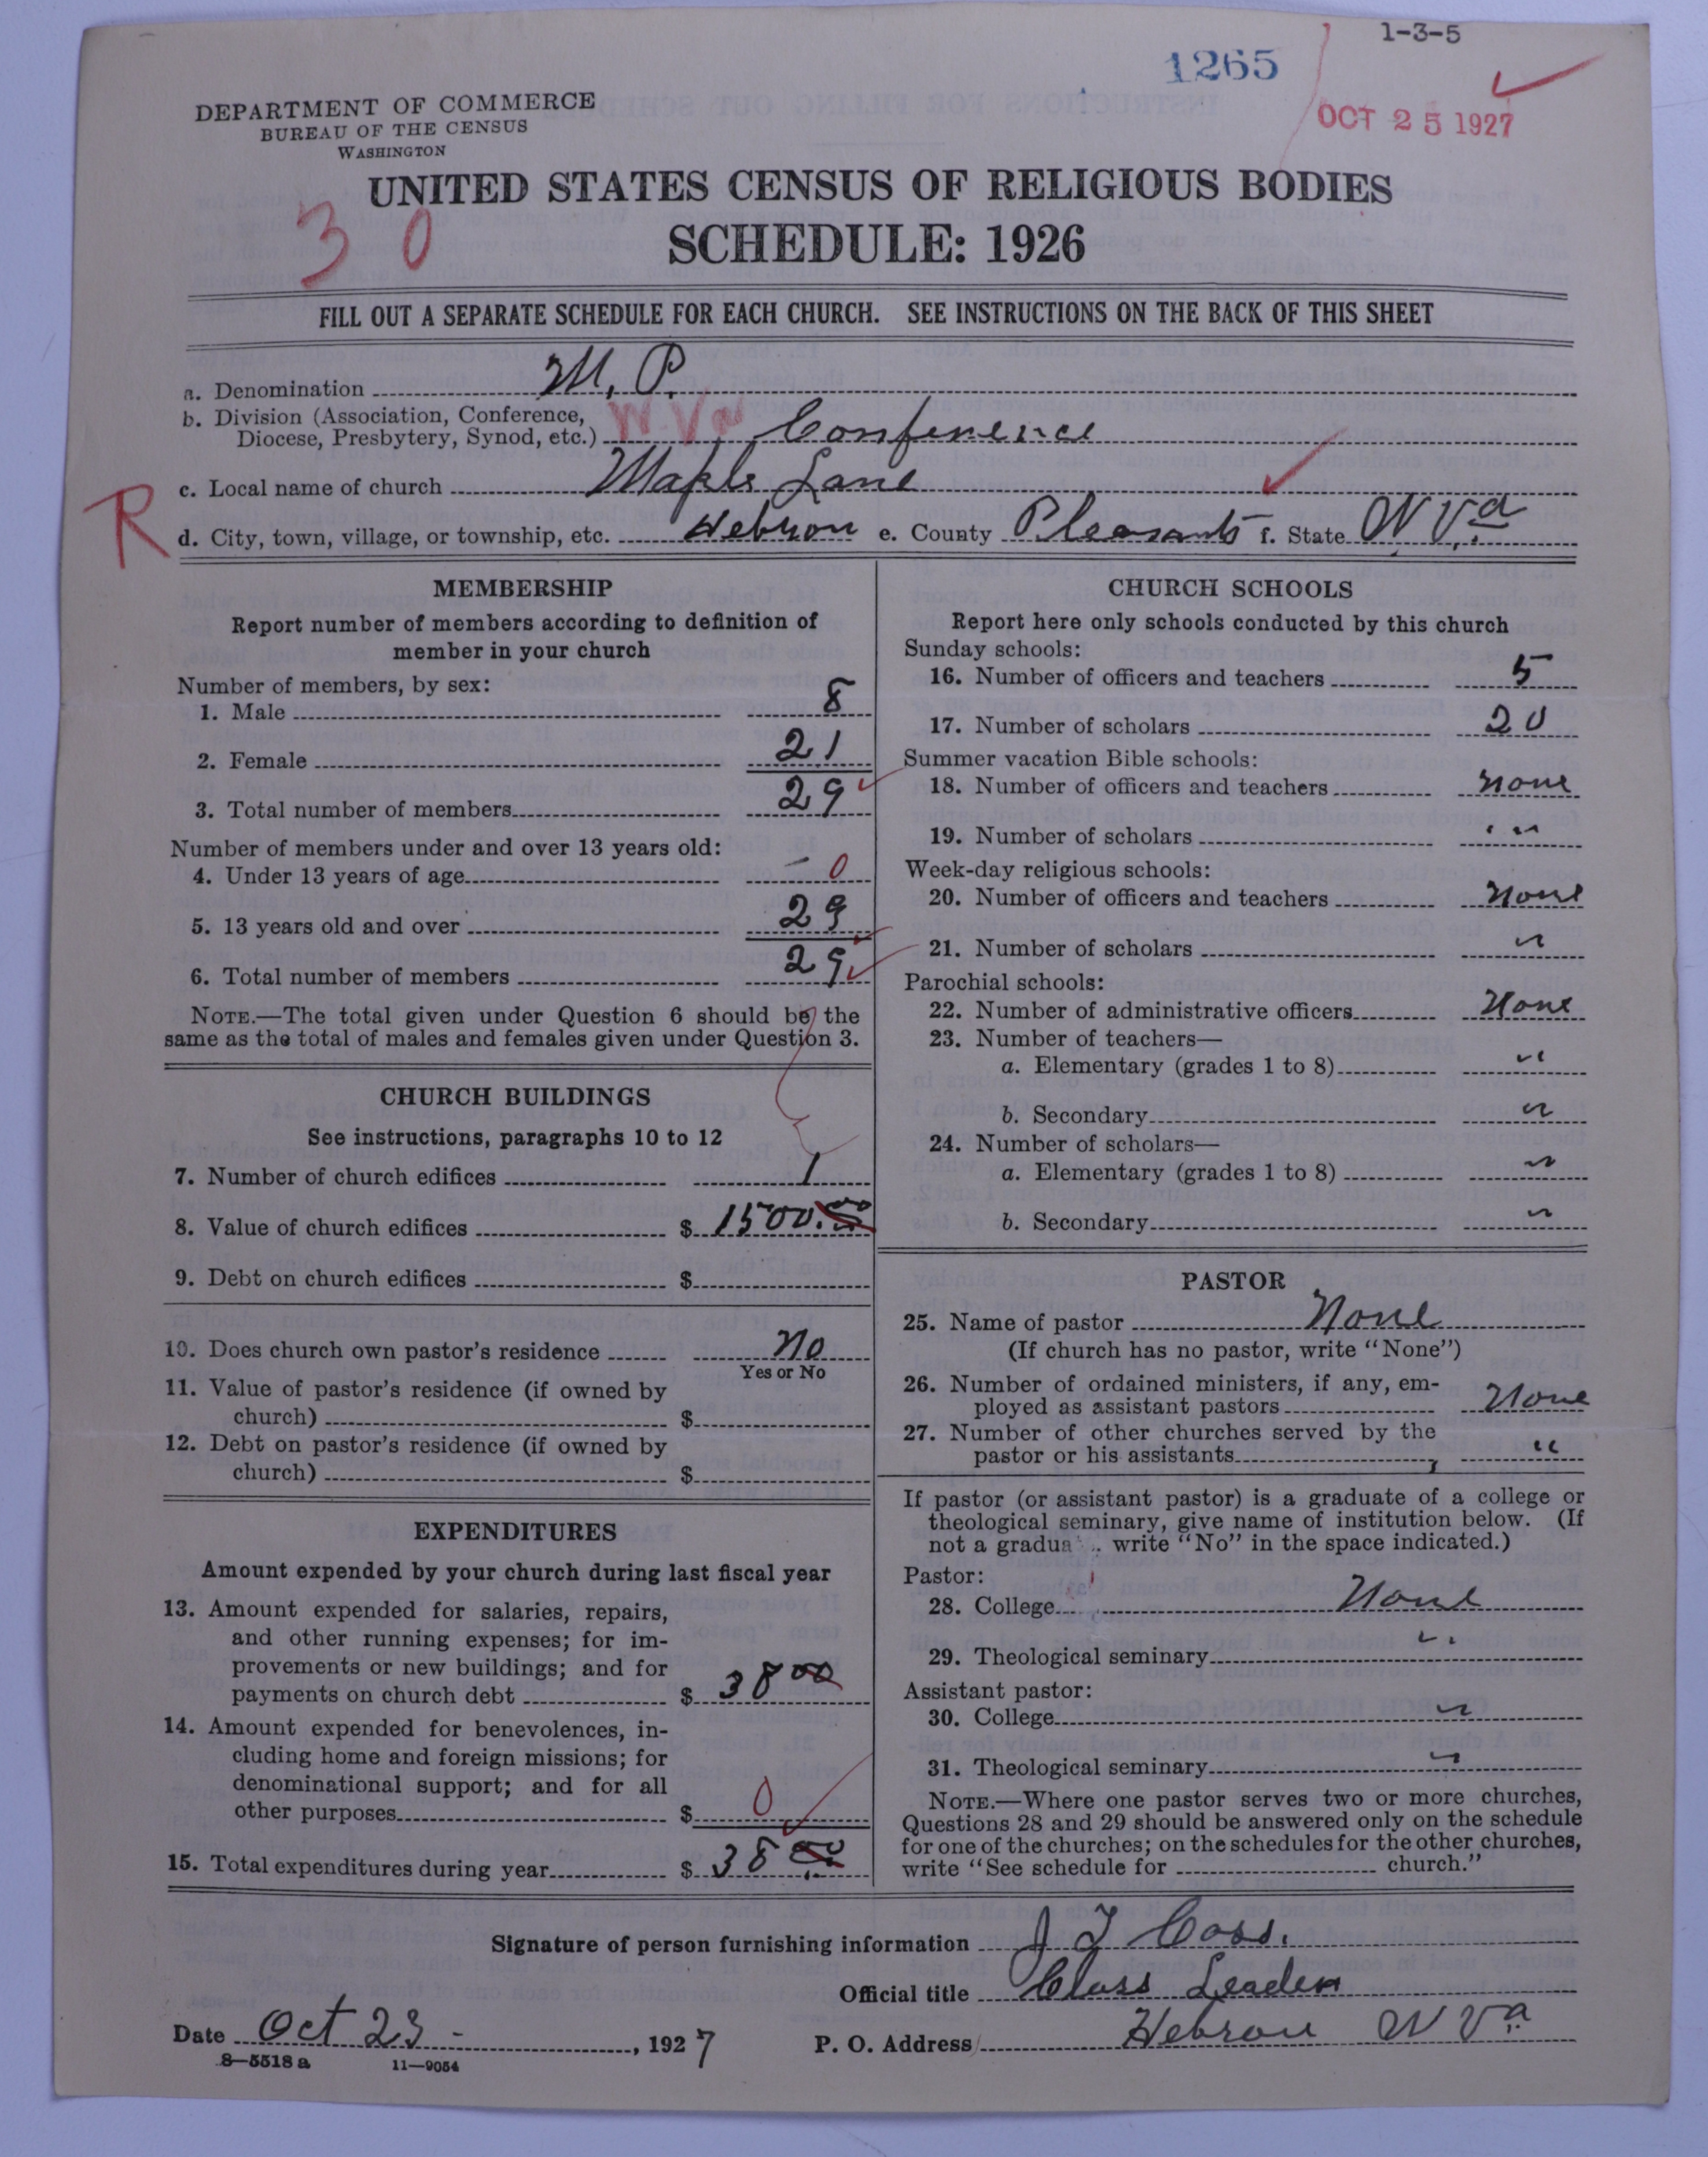 1-3-5
1265
OCT 25 1927
DEPARTMENT OF COMMERCE
BUREAU OF THE CENSUS
WASHINGTON
UNITED STATES CENSUS OF RELIGIOUS BODIES
30
SCHEDULE: 1926
FILL OUT A SEPARATE SCHEDULE FOR EACH CHURCH. SEE INSTRUCTIONS ON THE BACK OF THIS SHEET
a. Denomination M. P.
b. Division (Association, Conference,
Diocese, Presbytery, Synod, etc.) W. Va Conference
c. Local name of church Maple Lane
R
d. City, town, village, or township, etc. Hebron e. County Pleasants f. State W Va
MEMBERSHIP
Report number of members according to definition of
member in your church
Number of members, by sex:
1. Male 8
2. Female 21
3. Total number of members 29
Number of members under and over 13 years old:
4. Under 13 years of age 0
5. 13 years old and over 29
6. Total number of members 29
NOTE.—The total given under Question 6 should be the
same as the total of males and females given under Question 3.
CHURCH BUILDINGS
See instructions, paragraphs 10 to 12
7. Number of church edifices 1
8. Value of church edifices $ 1500.00
9. Debt on church edifices $
10. Does church own pastor's residence No
Yes or No
11. Value of pastor's residence (if owned by
church) $
12. Debt on pastor's residence (if owned by
church) $
EXPENDITURES
Amount expended by your church during last fiscal year
13. Amount expended for salaries, repairs,
and other running expenses; for im-
provements or new buildings; and for
payments on church debt $ 38 00
14. Amount expended for benevolences, in-
cluding home and foreign missions; for
denominational support; and for all
other purposes $ 0
15. Total expenditures during year $ 38 00
CHURCH SCHOOLS
Report here only schools conducted by this church
Sunday schools:
16. Number of officers and teachers 5
17. Number of scholars 20
Summer vacation Bible schools:
18. Number of officers and teachers none
19. Number of scholars "
Week-day religious schools:
20. Number of officers and teachers None
21. Number of scholars "
Parochial schools:
22. Number of administrative officers None
23. Number of teachers—
a. Elementary (grades 1 to 8) "
b. Secondary "
24. Number of scholars—
a. Elementary (grades 1 to 8) "
b. Secondary "
PASTOR
25. Name of pastor None
(If church has no pastor, write "None")
26. Number of ordained ministers, if any, em-
ployed as assistant pastors None
27. Number of other churches served by the
pastor or his assistants "
If pastor (or assistant pastor) is a graduate of a college or
theological seminary, give name of institution below. (If
not a gradua write "No" in the space indicated.)
Pastor:
28. College None
29. Theological seminary "
Assistant pastor:
30. College "
31. Theological seminary "
NOTE.—Where one pastor serves two or more churches,
Questions 28 and 29 should be answered only on the schedule
for one of the churches; on the schedules for the other churches,
write "See schedule for church."
Signature of person furnishing information J T Coss.
Official title Class Leader
Date Oct 23 - , 1927 P. O. Address Hebron W Va
8—5518 a 11—9054